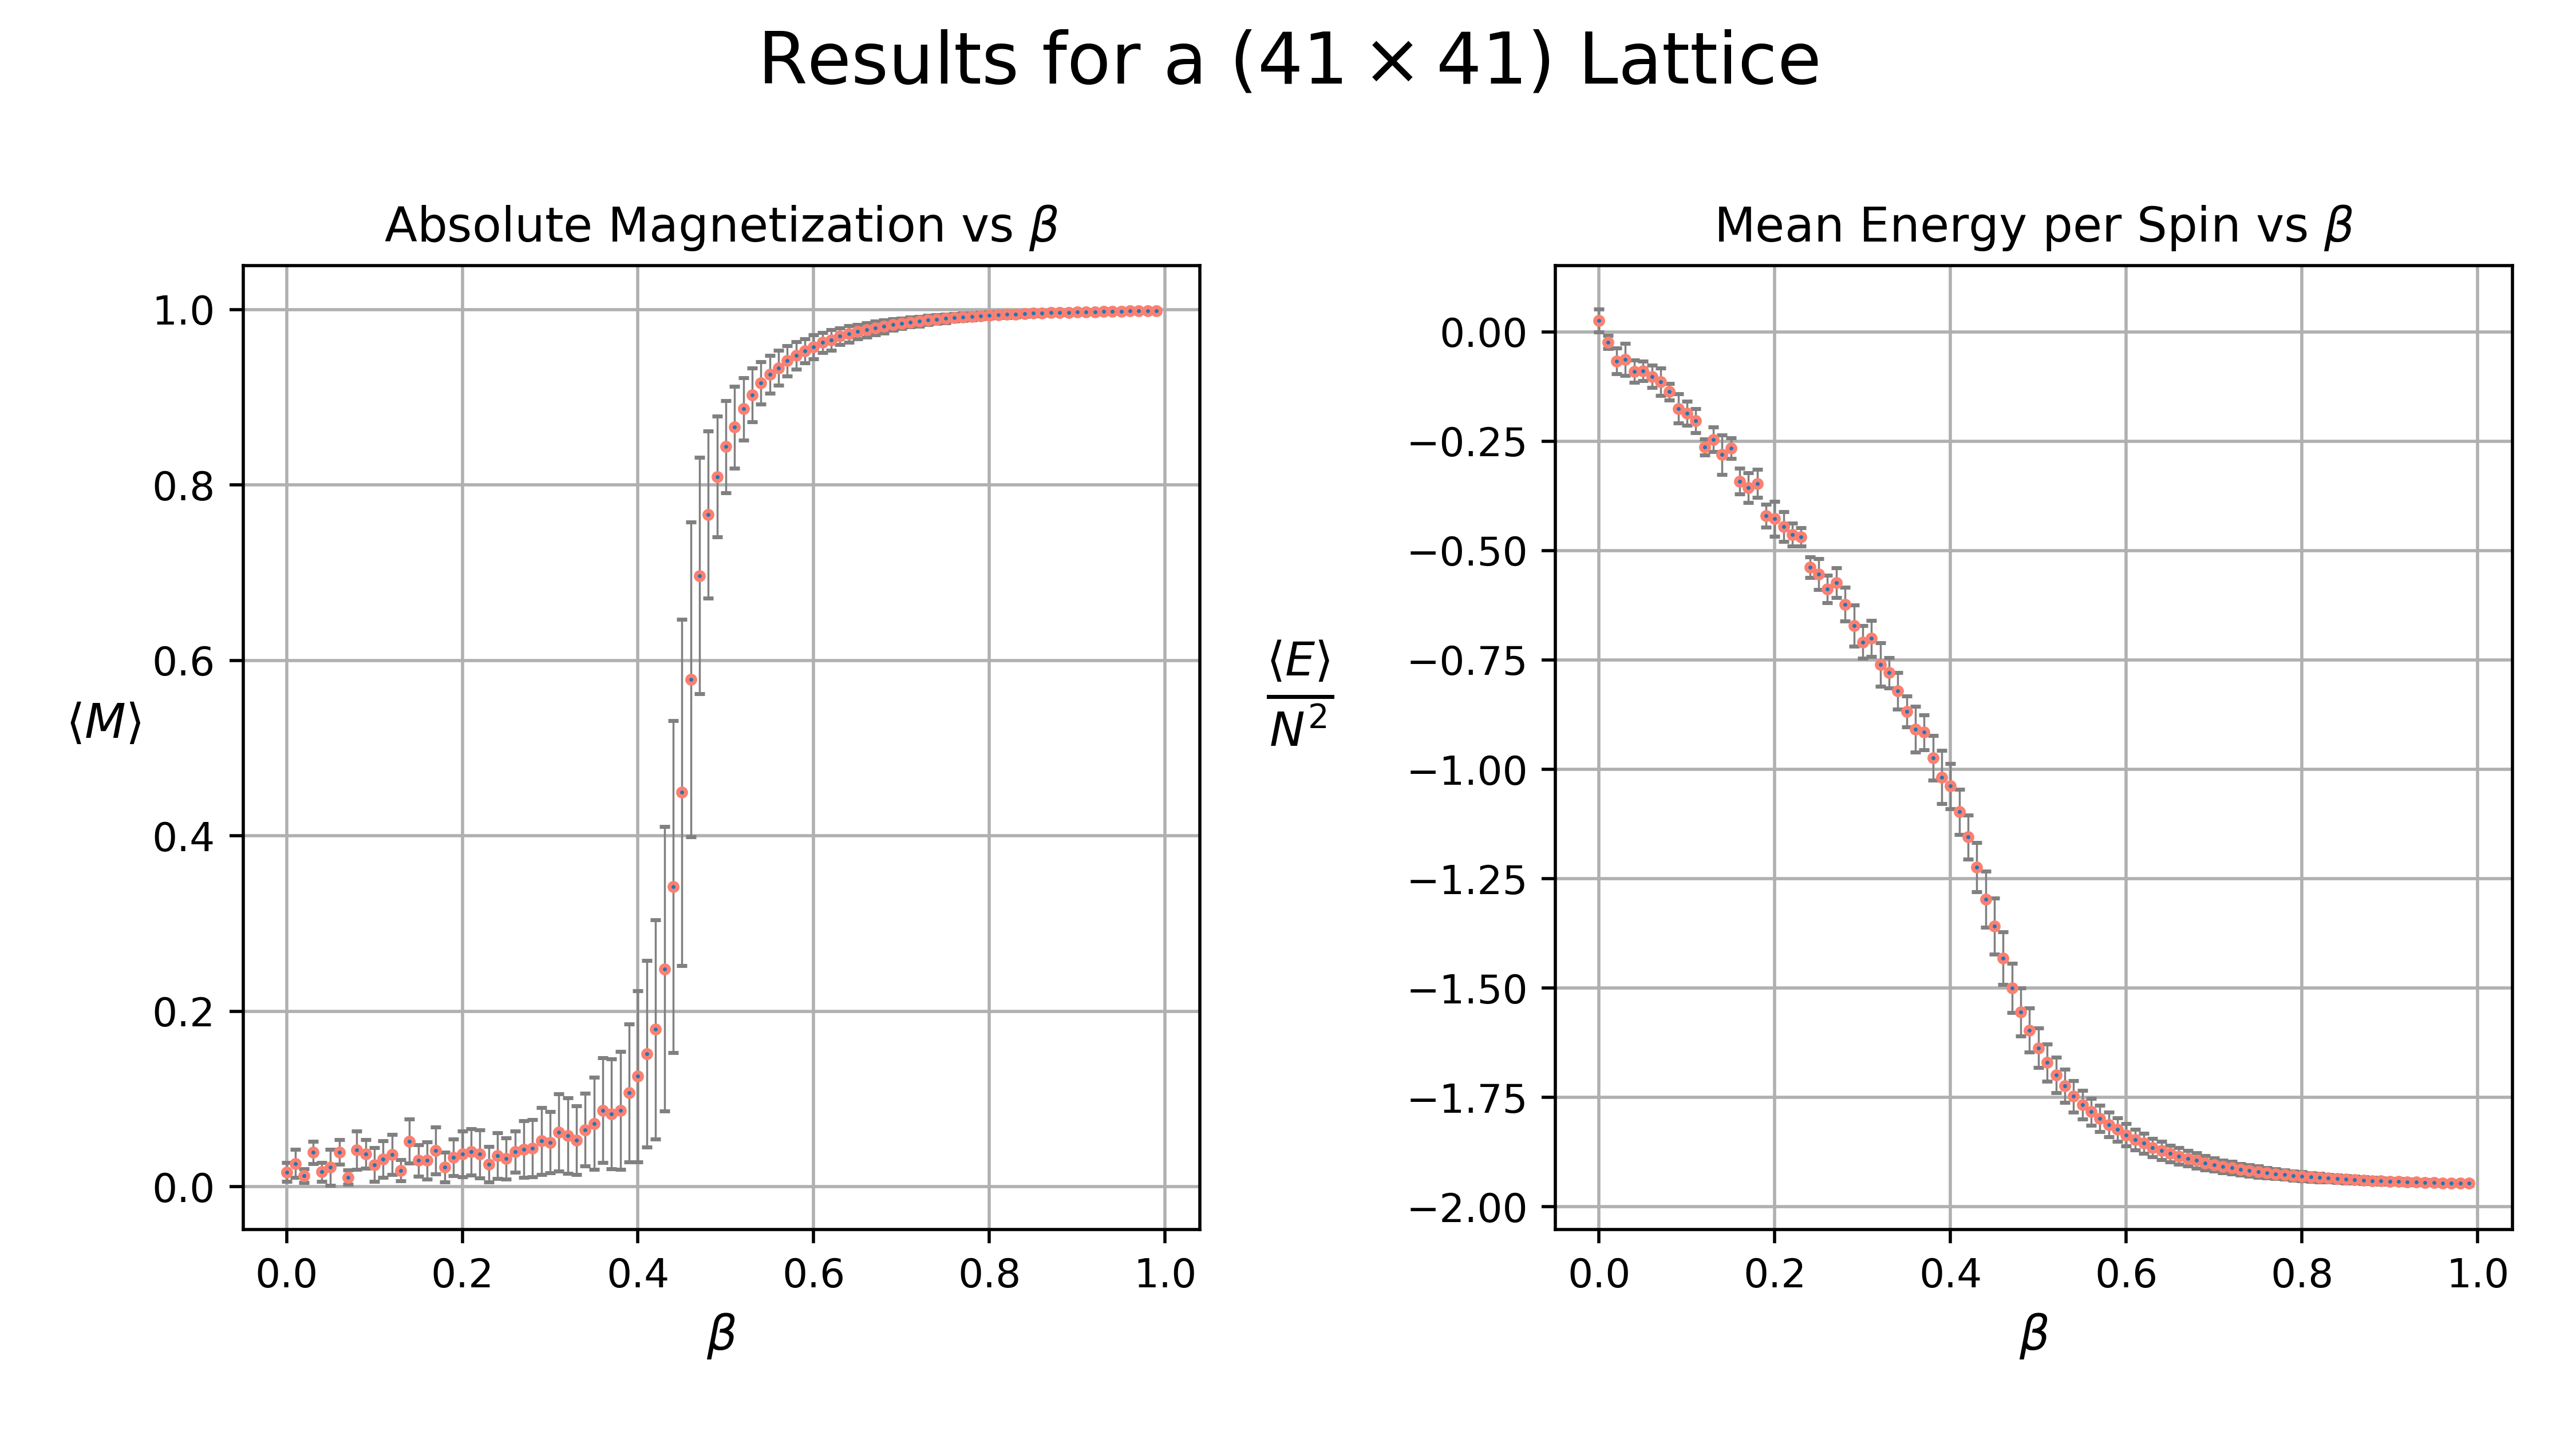 Results for a (41 × 41) Lattice
Absolute Magnetization vs β
⟨M⟩
1.0
0.8
0.6
0.4
0.2
0.0
0.0 0.2 0.4 0.6 0.8 1.0
β
Mean Energy per Spin vs β
⟨E⟩
N²
0.00
−0.25
−0.50
−0.75
−1.00
−1.25
−1.50
−1.75
−2.00
0.0 0.2 0.4 0.6 0.8 1.0
β